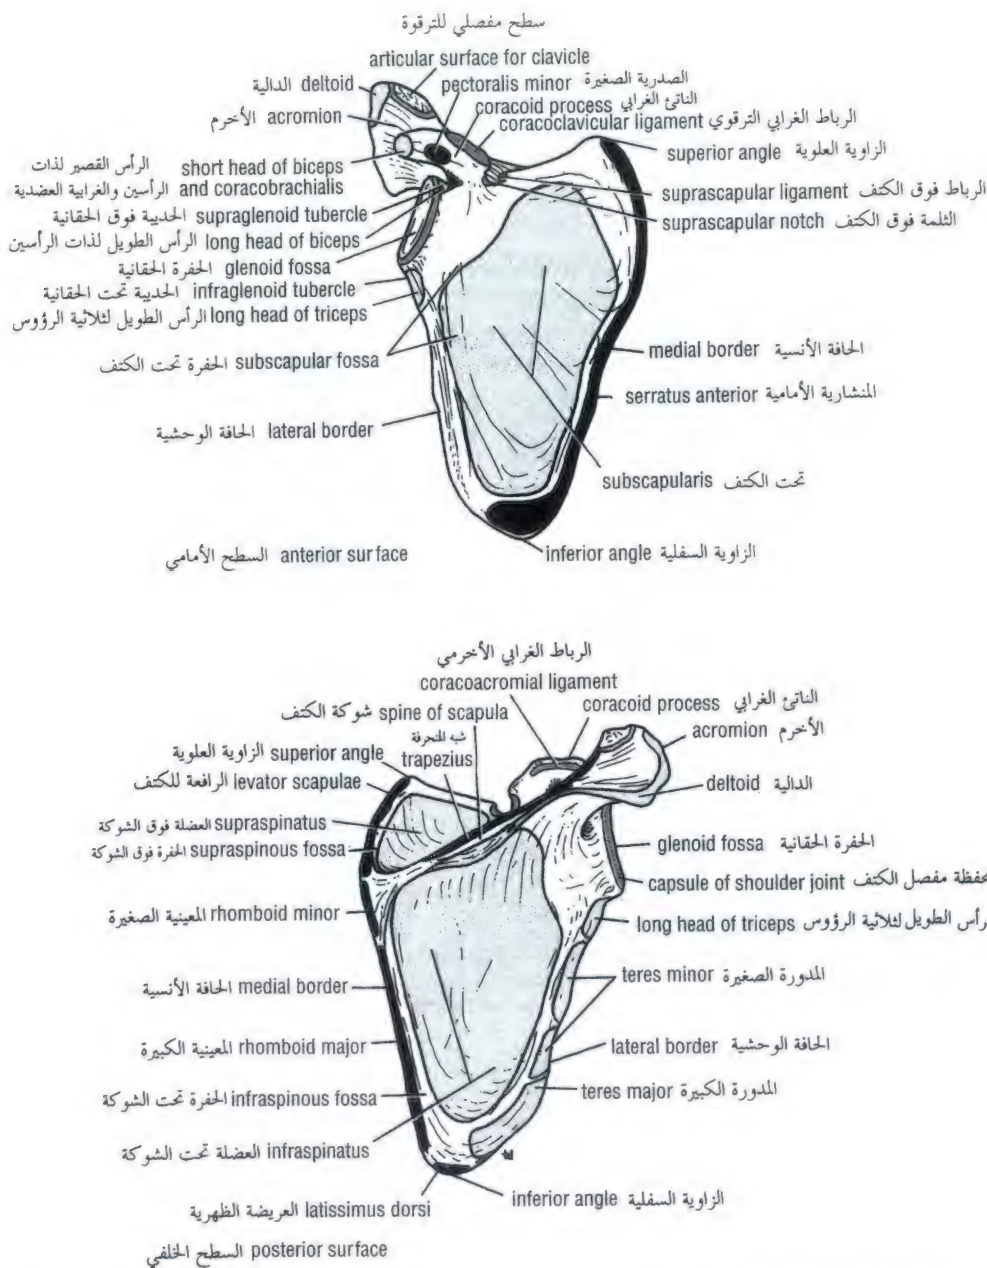 سطح مفصلي للترقوة
articular surface for clavicle
الدالية deltoid
pectoralis minor الصدرية الصغيرة
coracoid process الناتئ الغرابي
الأخرم acromion
coracoclavicular ligament الرباط الغرابي الترقوي
superior angle الزاوية العلوية
الرأس القصير لذات short head of biceps
الرأسين والغرابية العضدية and coracobrachialis
suprascapular ligament الرباط فوق الكتف
الحديبة فوق الحقانية supraglenoid tubercle
suprascapular notch الثلمة فوق الكتف
الرأس الطويل لذات الرأسين long head of biceps
الحفرة الحقانية glenoid fossa
الحديبة تحت الحقانية infraglenoid tubercle
الرأس الطويل لثلاثية الرؤوس long head of triceps
medial border الحافة الأنسية
الحفرة تحت الكتف subscapular fossa
serratus anterior المنشارية الأمامية
الحافة الوحشية lateral border
subscapularis تحت الكتف
السطح الأمامي anterior surface
inferior angle الزاوية السفلية
الرباط الغرابي الأخرمي
coracoacromial ligament
coracoid process الناتئ الغرابي
شوكة الكتف spine of scapula
acromion الأخرم
شبه المنحرفة
trapezius
الزاوية العلوية superior angle
الرافعة للكتف levator scapulae
deltoid الدالية
العضلة فوق الشوكة supraspinatus
glenoid fossa الحفرة الحقانية
الحفرة فوق الشوكة supraspinous fossa
capsule of shoulder joint محفظة مفصل الكتف
المعينية الصغيرة rhomboid minor
long head of triceps رأس الطويل لثلاثية الرؤوس
teres minor المدورة الصغيرة
الحافة الأنسية medial border
المعينية الكبيرة rhomboid major
lateral border الحافة الوحشية
teres major المدورة الكبيرة
الحفرة تحت الشوكة infraspinous fossa
العضلة تحت الشوكة infraspinatus
inferior angle الزاوية السفلية
العريضة الظهرية latissimus dorsi
السطح الخلفي posterior surface